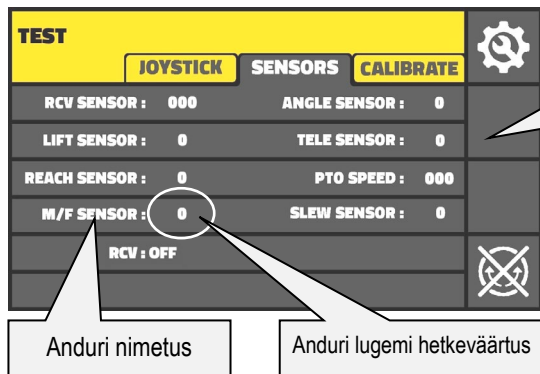 TEST
JOYSTICK SENSORS CALIBRATE
RCV SENSOR : 000 ANGLE SENSOR : 0
LIFT SENSOR : 0 TELE SENSOR : 0
REACH SENSOR : 0 PTO SPEED : 000
M/F SENSOR : 0 SLEW SENSOR : 0
RCV : OFF
Anduri nimetus
Anduri lugemi hetkeväärtus